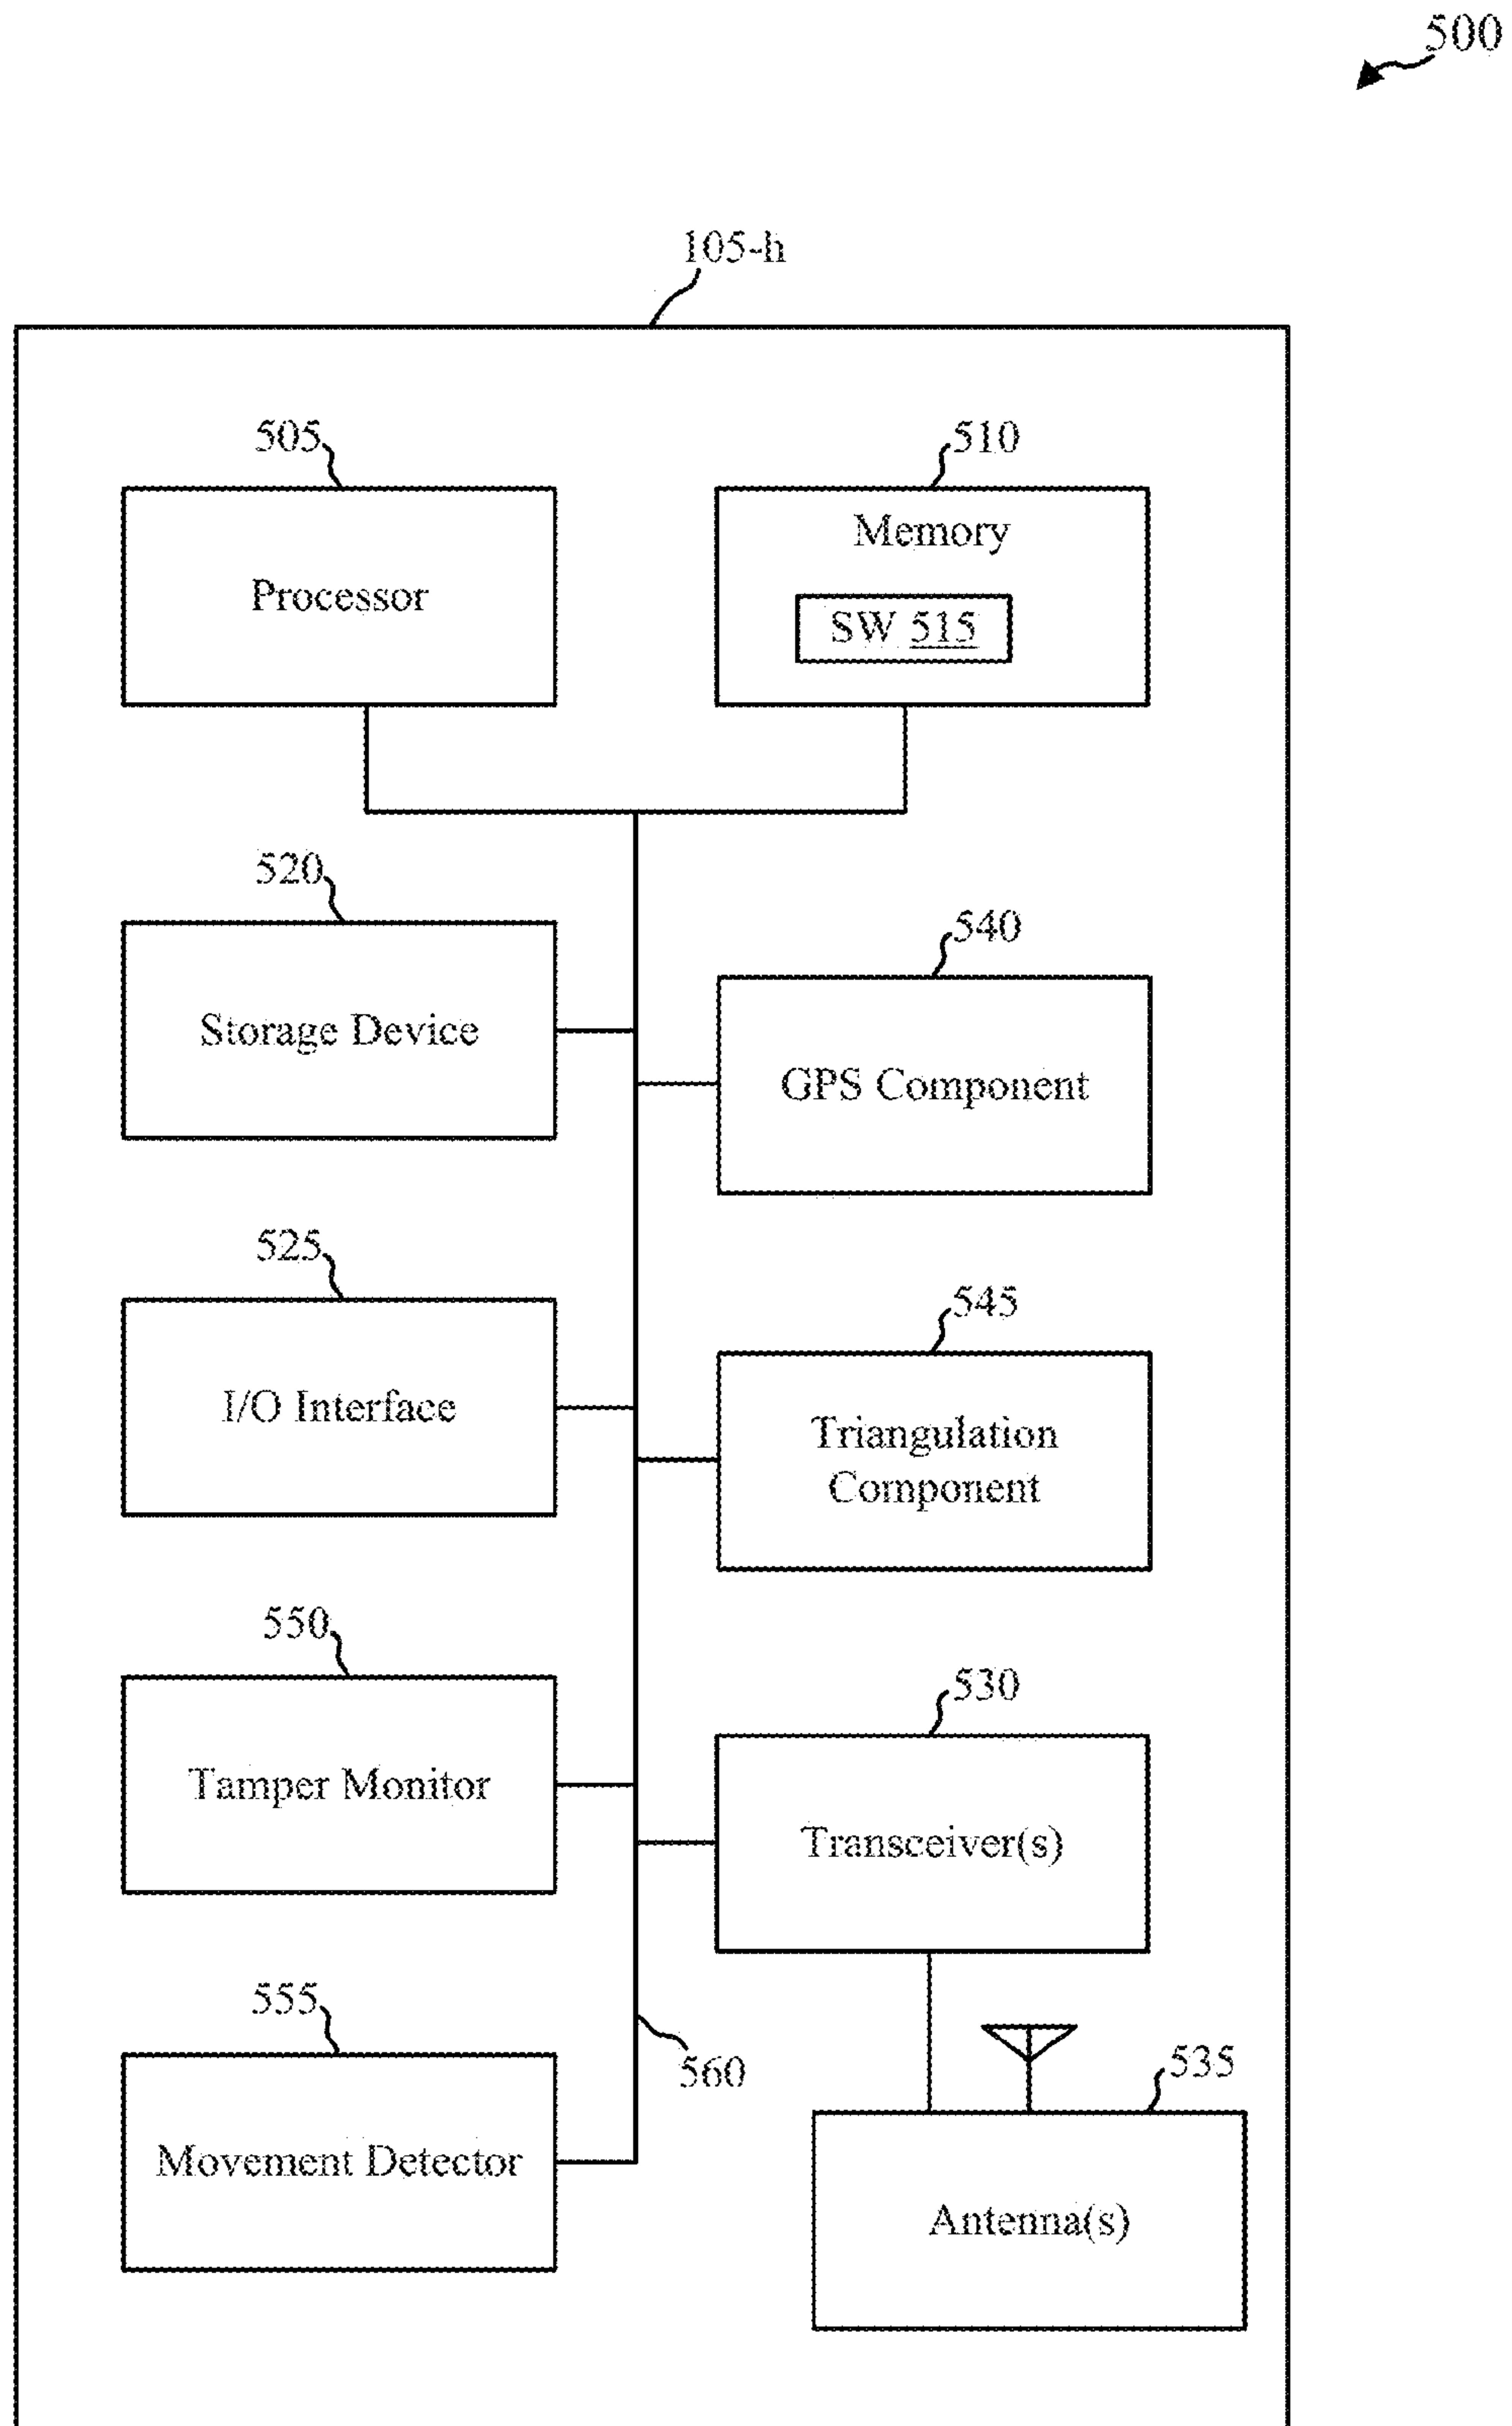 500
105-h
505
Processor
510
Memory
SW 515
520
Storage Device
540
GPS Component
525
I/O Interface
545
Triangulation
Component
550
Tamper Monitor
530
Transceiver(s)
555
Movement Detector
560
535
Antenna(s)